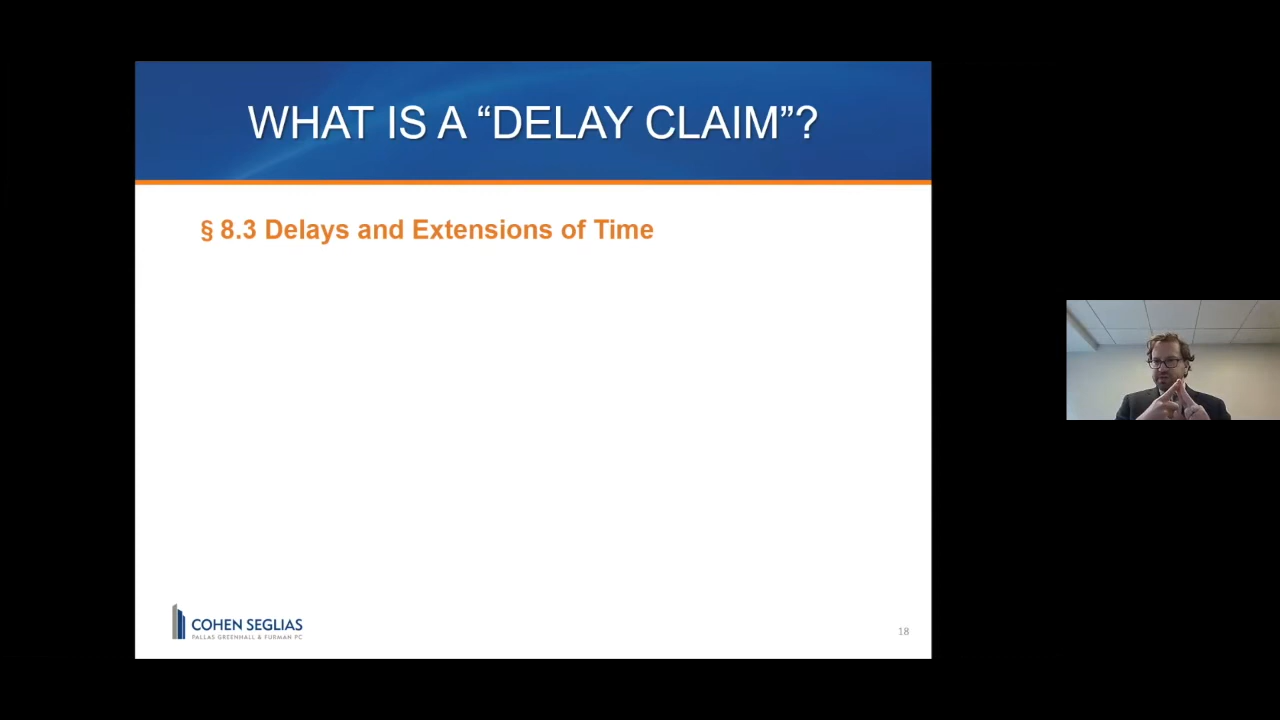 WHAT IS A “DELAY CLAIM”?
§ 8.3 Delays and Extensions of Time
COHEN SEGLIAS
PALLAS GREENHALL & FURMAN PC
18